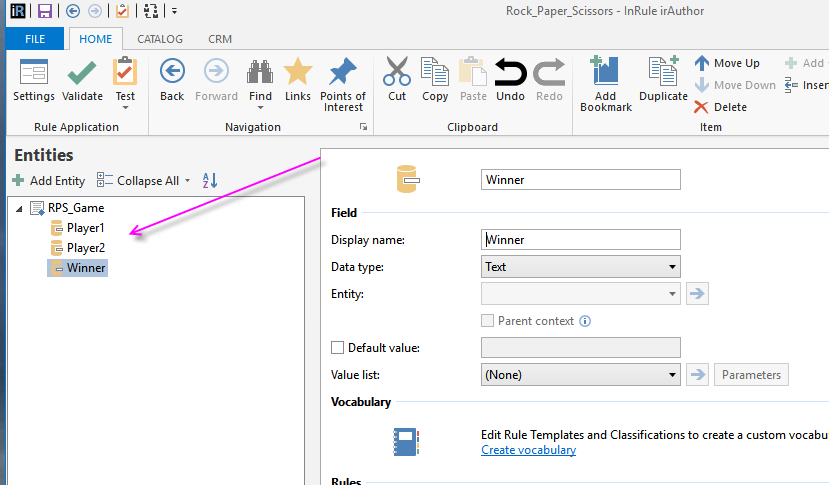 iR
Rock_Paper_Scissors - InRule irAuthor
FILE HOME CATALOG CRM
Settings Validate Test
Rule Application
Back Forward Find Links Points of Interest
Navigation
Cut Copy Paste Undo Redo
Clipboard
Add Bookmark Duplicate
Move Up
Move Down
Delete
Add
Inser
Item
Entities
Add Entity Collapse All A Z
RPS_Game
Player1
Player2
Winner
Winner
Field
Display name: Winner
Data type: Text
Entity:
Parent context
Default value:
Value list: (None) Parameters
Vocabulary
Edit Rule Templates and Classifications to create a custom vocabu
Create vocabulary
Rules